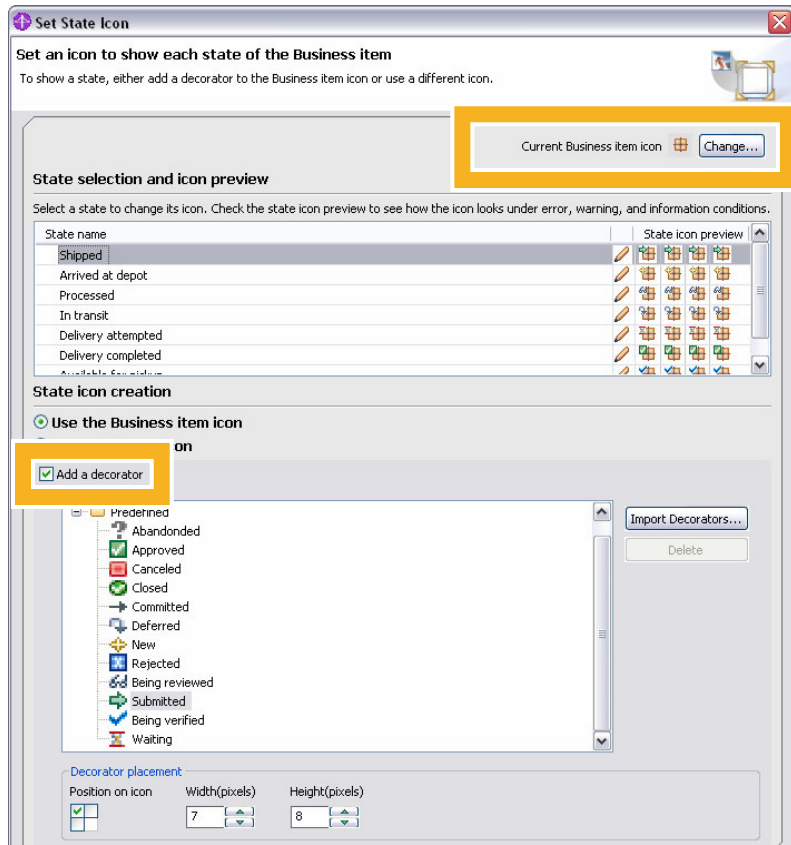 Set State Icon
Set an icon to show each state of the Business item
To show a state, either add a decorator to the Business item icon or use a different icon.
Current Business item icon Change...
State selection and icon preview
Select a state to change its icon. Check the state icon preview to see how the icon looks under error, warning, and information conditions.
State name State icon preview
Shipped
Arrived at depot
Processed
In transit
Delivery attempted
Delivery completed
Available for pickup
State icon creation
Use the Business item icon
on
Add a decorator
Predefined
Import Decorators...
Abandonded
Approved
Delete
Canceled
Closed
Committed
Deferred
New
Rejected
Being reviewed
Submitted
Being verified
Waiting
Decorator placement
Position on icon Width(pixels) Height(pixels)
7 8